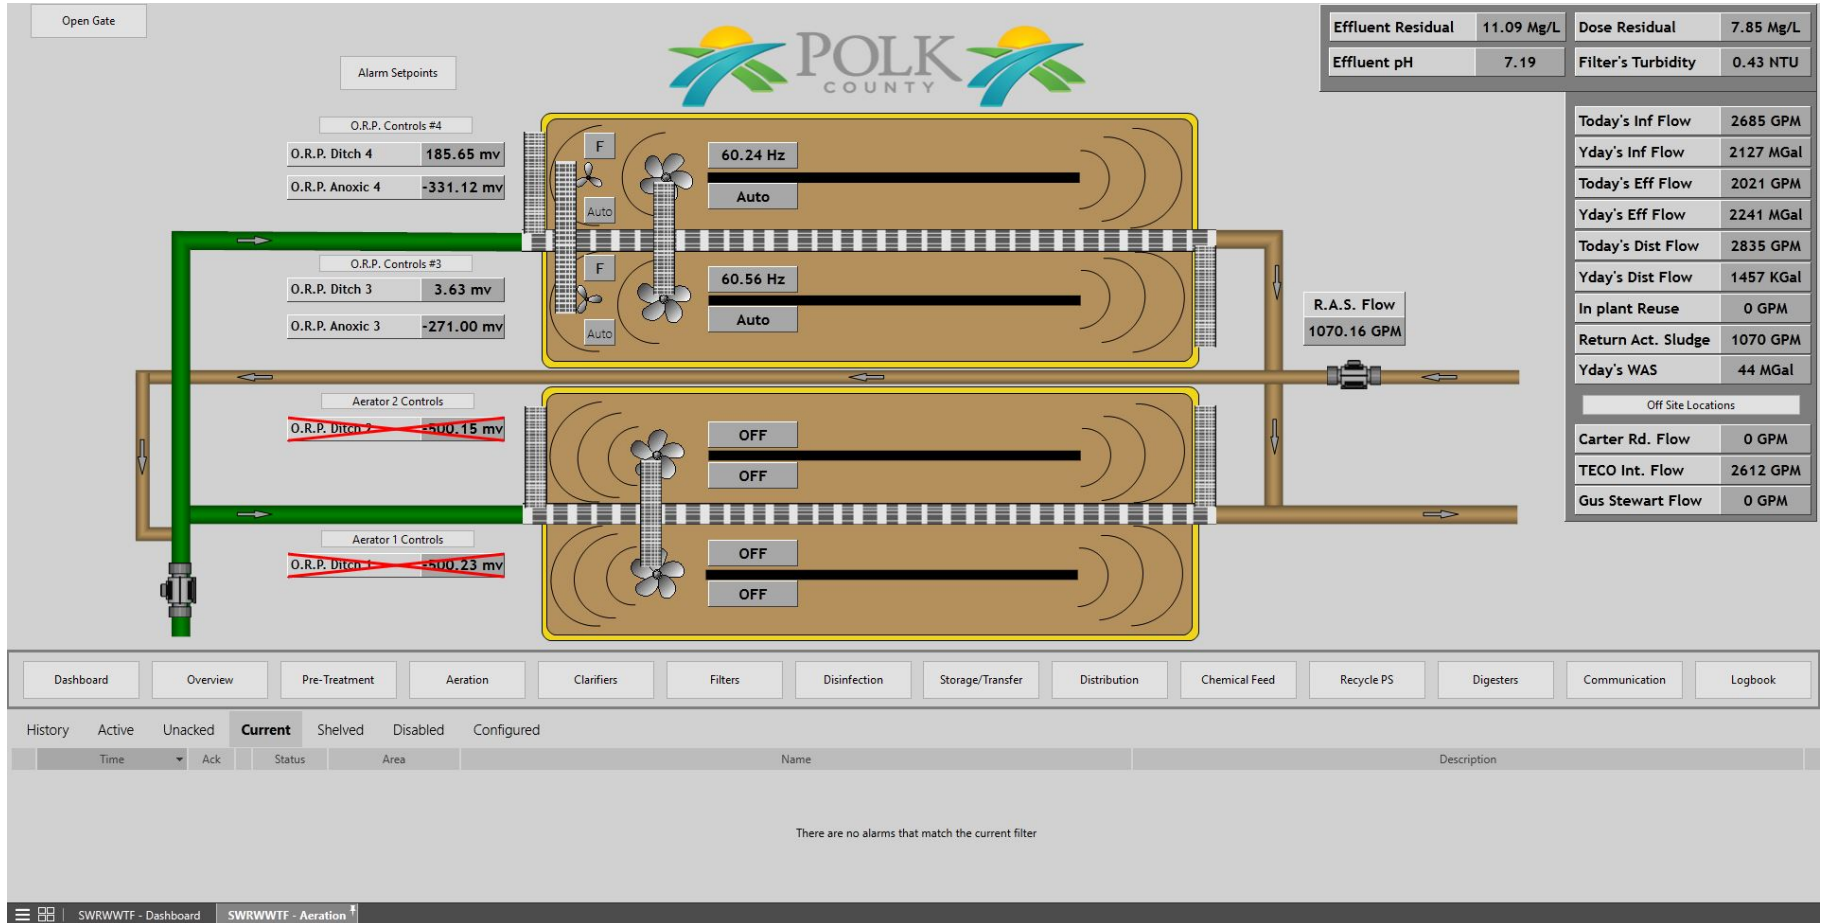 Open Gate
Alarm Setpoints
POLK
COUNTY
Effluent Residual 11.09 Mg/L Dose Residual 7.85 Mg/L
Effluent pH 7.19 Filter's Turbidity 0.43 NTU
Today's Inf Flow 2685 GPM
Yday's Inf Flow 2127 MGal
Today's Eff Flow 2021 GPM
Yday's Eff Flow 2241 MGal
Today's Dist Flow 2835 GPM
Yday's Dist Flow 1457 KGal
In plant Reuse 0 GPM
Return Act. Sludge 1070 GPM
Yday's WAS 44 MGal
Off Site Locations
Carter Rd. Flow 0 GPM
TECO Int. Flow 2612 GPM
Gus Stewart Flow 0 GPM
O.R.P. Controls #4
O.R.P. Ditch 4 185.65 mv
O.R.P. Anoxic 4 -331.12 mv
F
Auto
60.24 Hz
Auto
O.R.P. Controls #3
O.R.P. Ditch 3 3.63 mv
O.R.P. Anoxic 3 -271.00 mv
F
Auto
60.56 Hz
Auto
R.A.S. Flow
1070.16 GPM
Aerator 2 Controls
O.R.P. Ditch 2 -500.15 mv
OFF
OFF
Aerator 1 Controls
O.R.P. Ditch 1 -500.23 mv
OFF
OFF
Dashboard Overview Pre-Treatment Aeration Clarifiers Filters Disinfection Storage/Transfer Distribution Chemical Feed Recycle PS Digesters Communication Logbook
History Active Unacked Current Shelved Disabled Configured
Time Ack Status Area Name Description
There are no alarms that match the current filter
SWRWWTF - Dashboard SWRWWTF - Aeration